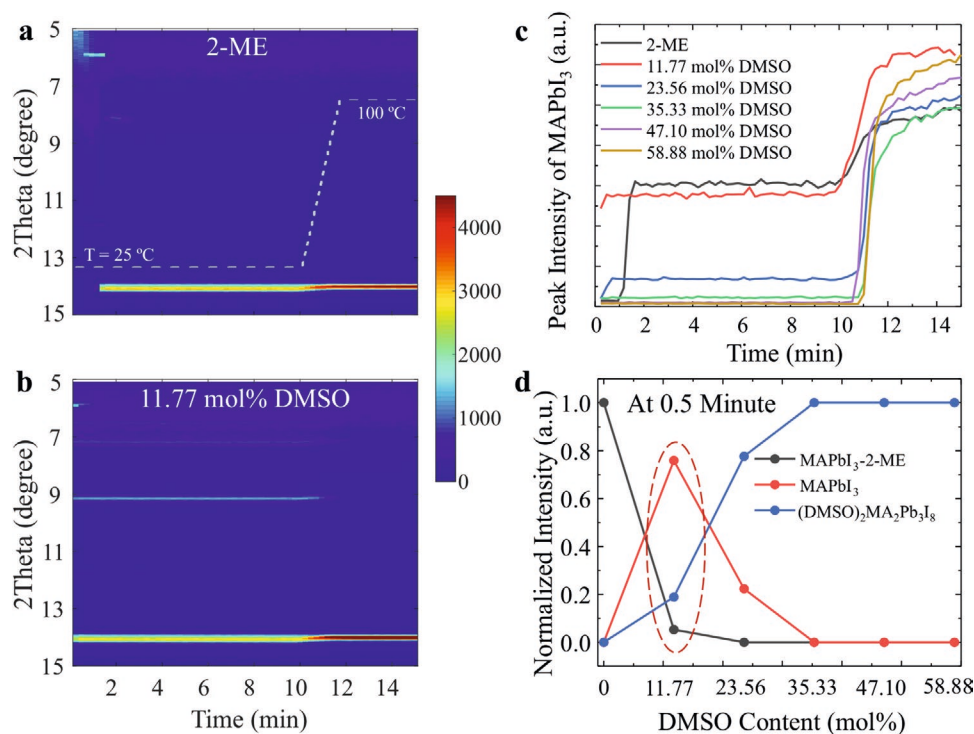 a
2-ME
5
7
9
11
13
15
2Theta (degree)
100 °C
T = 25 °C
4000
3000
2000
1000
0
b
11.77 mol% DMSO
5
7
9
11
13
15
2Theta (degree)
2 4 6 8 10 12 14
Time (min)
c
Peak Intensity of MAPbI3 (a.u.)
2-ME
11.77 mol% DMSO
23.56 mol% DMSO
35.33 mol% DMSO
47.10 mol% DMSO
58.88 mol% DMSO
0 2 4 6 8 10 12 14
Time (min)
d
At 0.5 Minute
Normalized Intensity (a.u.)
1.0
0.8
0.6
0.4
0.2
0.0
MAPbI3-2-ME
MAPbI3
(DMSO)2MA2Pb3I8
0 11.77 23.56 35.33 47.10 58.88
DMSO Content (mol%)